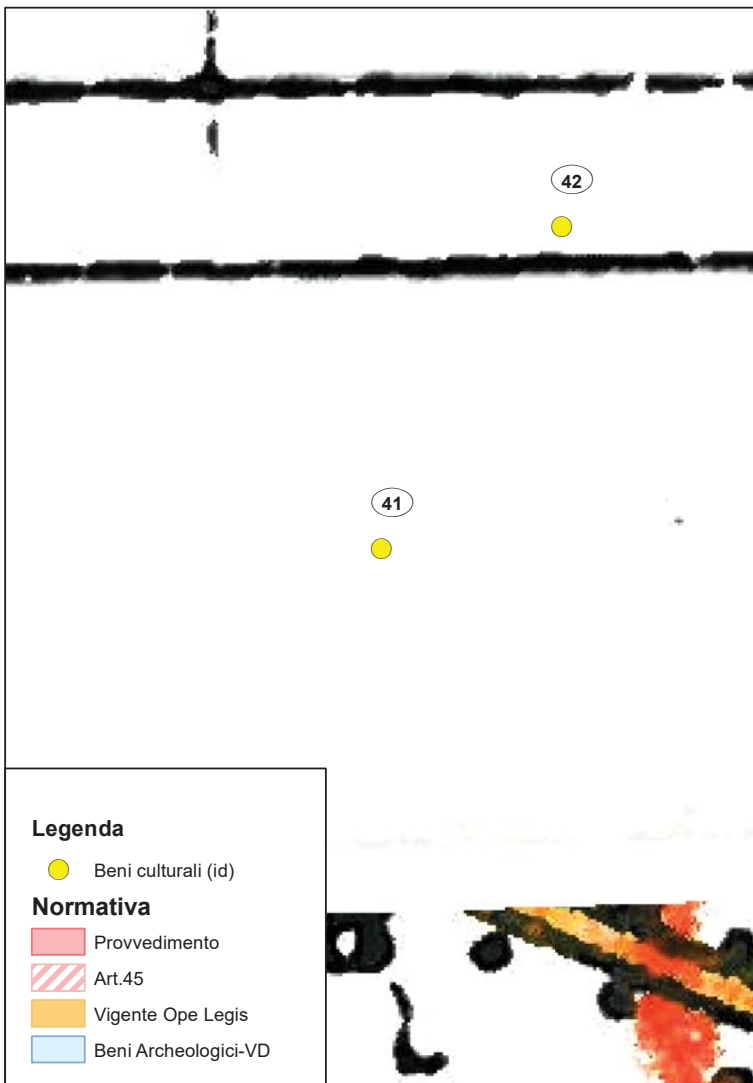 42
41
Legenda
Beni culturali (id)
Normativa
Provvedimento
Art.45
Vigente Ope Legis
Beni Archeologici-VD